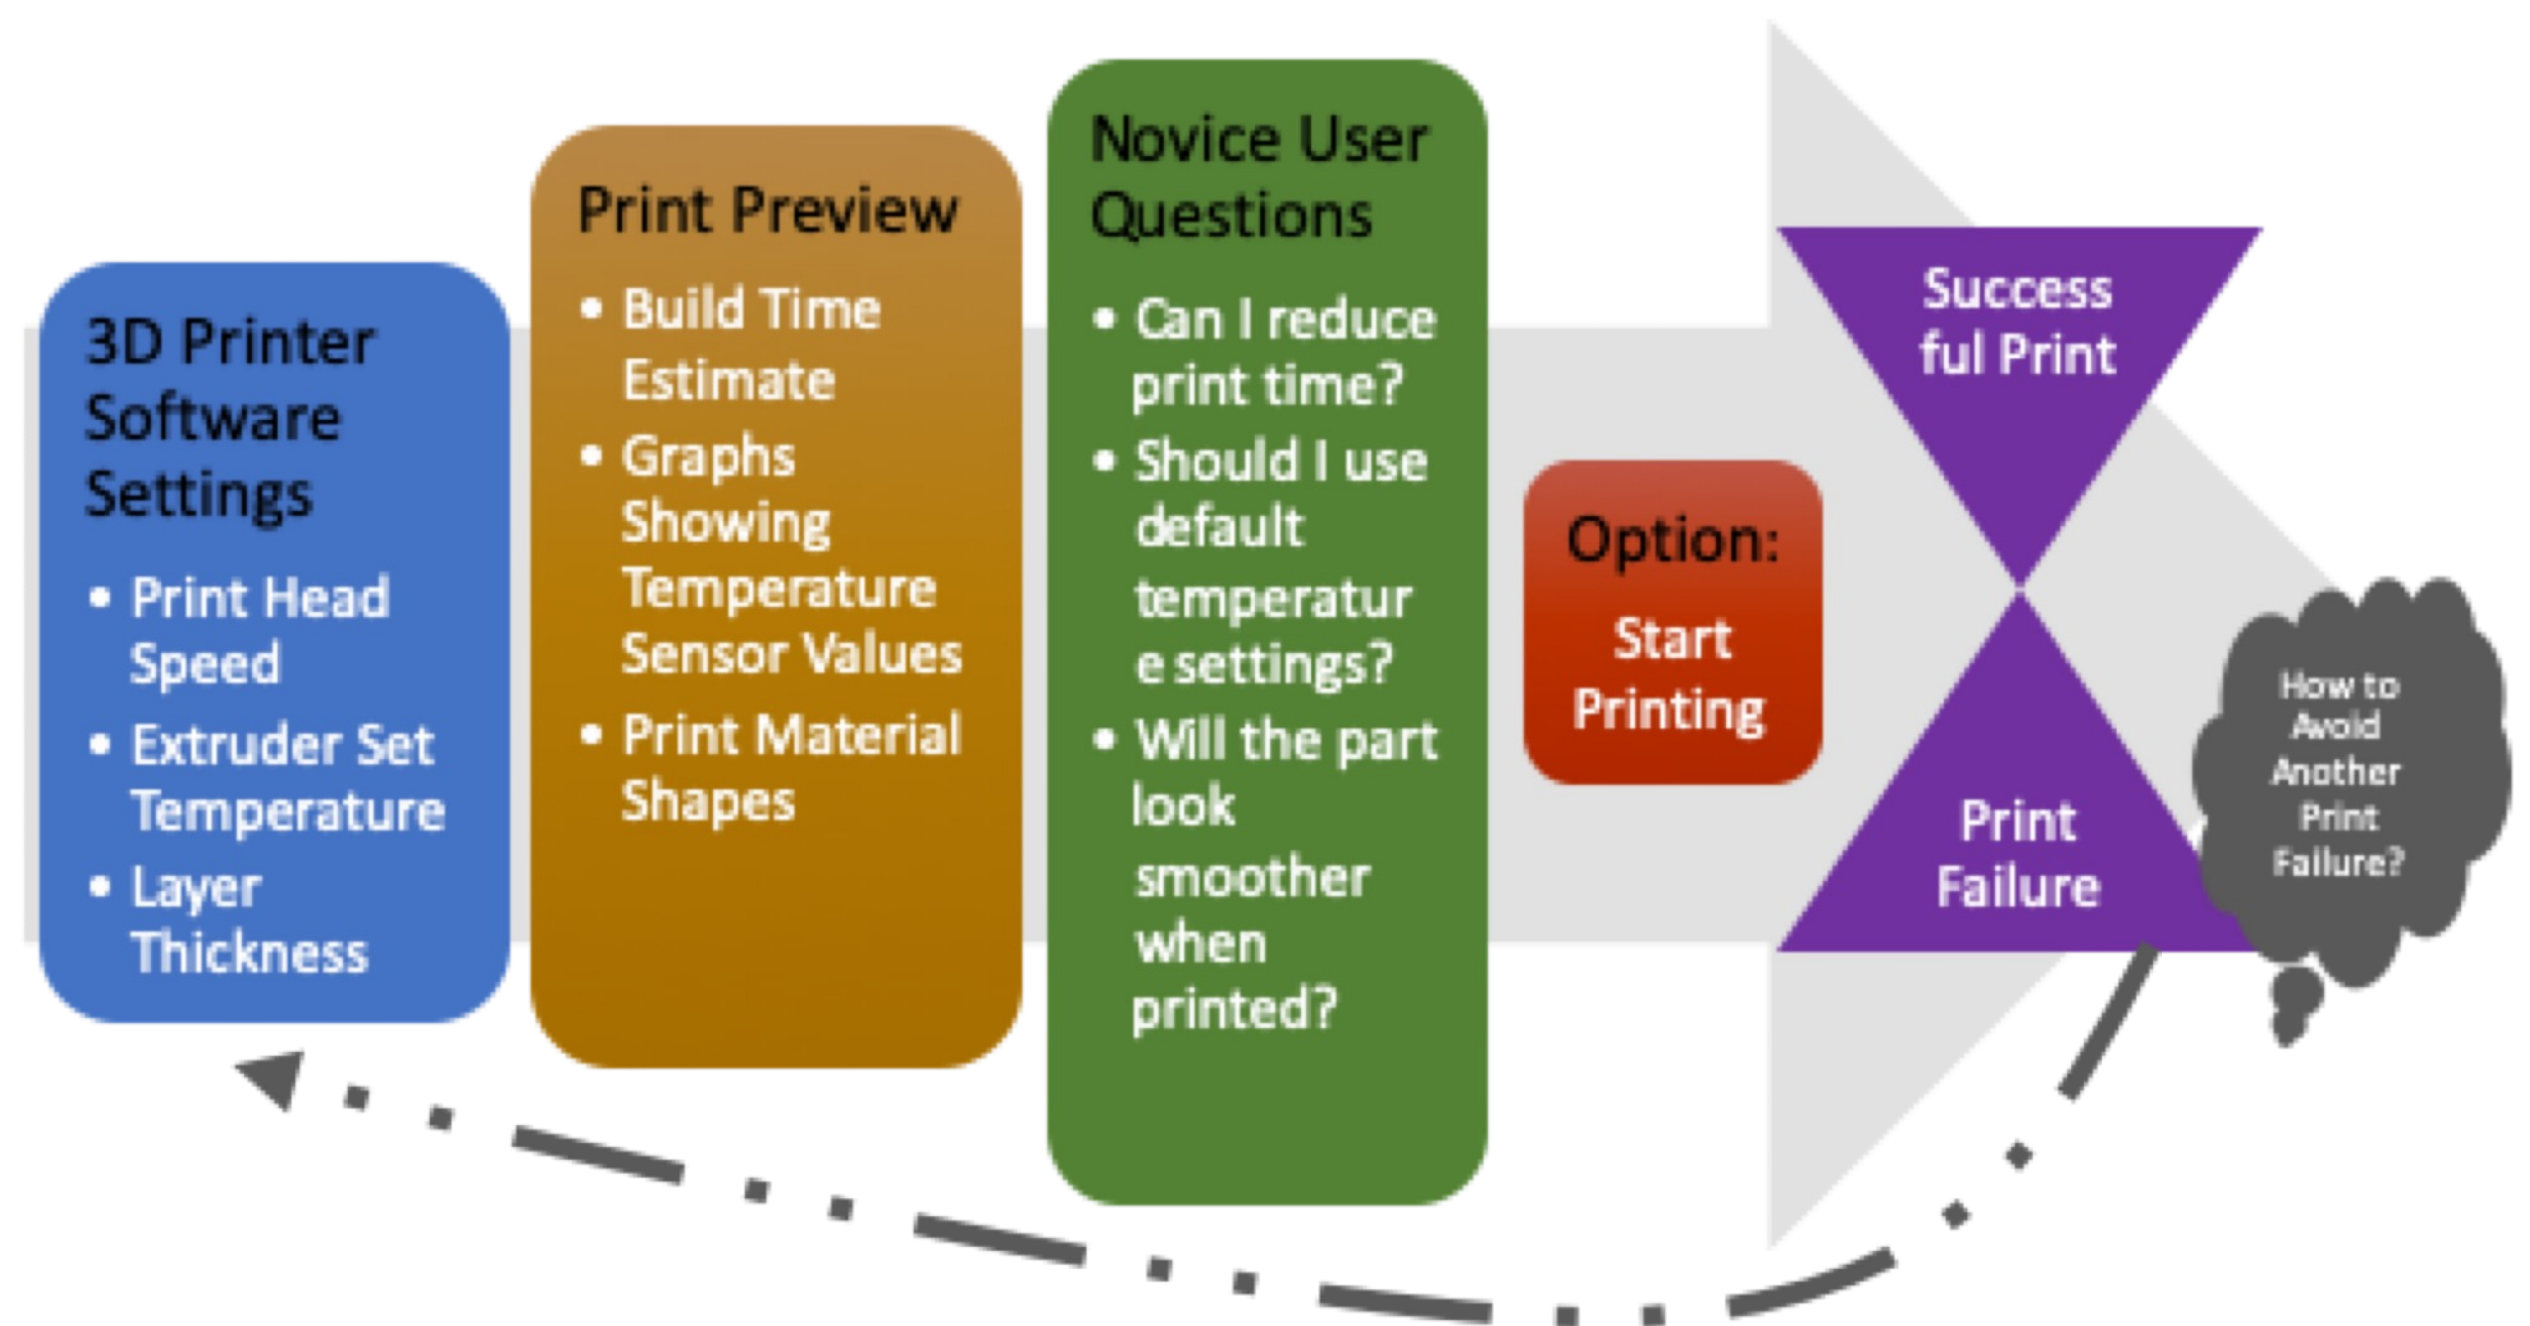 3D Printer
Software
Settings
• Print Head
Speed
• Extruder Set
Temperature
• Layer
Thickness
Print Preview
• Build Time
Estimate
• Graphs
Showing
Temperature
Sensor Values
• Print Material
Shapes
Novice User
Questions
• Can I reduce
print time?
• Should I use
default
temperatur
e settings?
• Will the part
look
smoother
when
printed?
Option:
Start
Printing
Success
ful Print
Print
Failure
How to
Avoid
Another
Print
Failure?